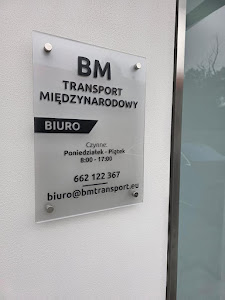 BM
TRANSPORT
MIĘDZYNARODOWY
BIURO
Czynne:
Poniedziałek - Piątek
8:00 - 17:00
662 122 367
biuro@bmtransport.eu